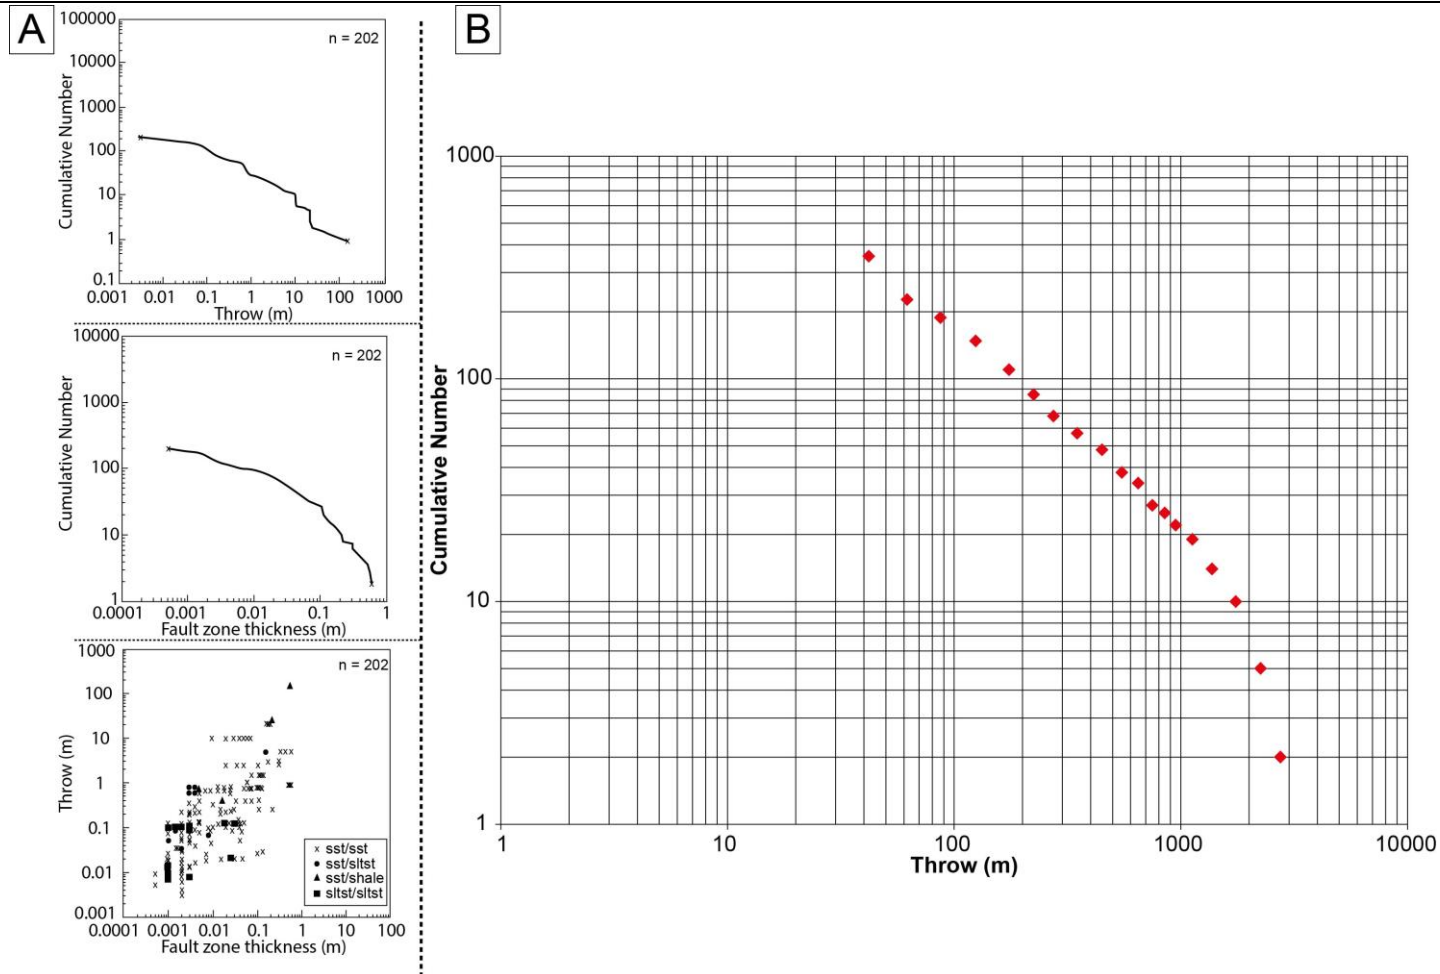 A
100000
10000
1000
100
10
1
0.1
Cumulative Number
n = 202
0.001 0.01 0.1 1 10 100 1000
Throw (m)
10000
1000
100
10
1
Cumulative Number
n = 202
0.0001 0.001 0.01 0.1 1
Fault zone thickness (m)
1000
100
10
1
0.1
0.01
0.001
Throw (m)
n = 202
sst/sst
sst/sltst
sst/shale
sltst/sltst
0.0001 0.001 0.01 0.1 1 10 100
Fault zone thickness (m)
B
1000
100
10
1
Cumulative Number
1 10 100 1000 10000
Throw (m)